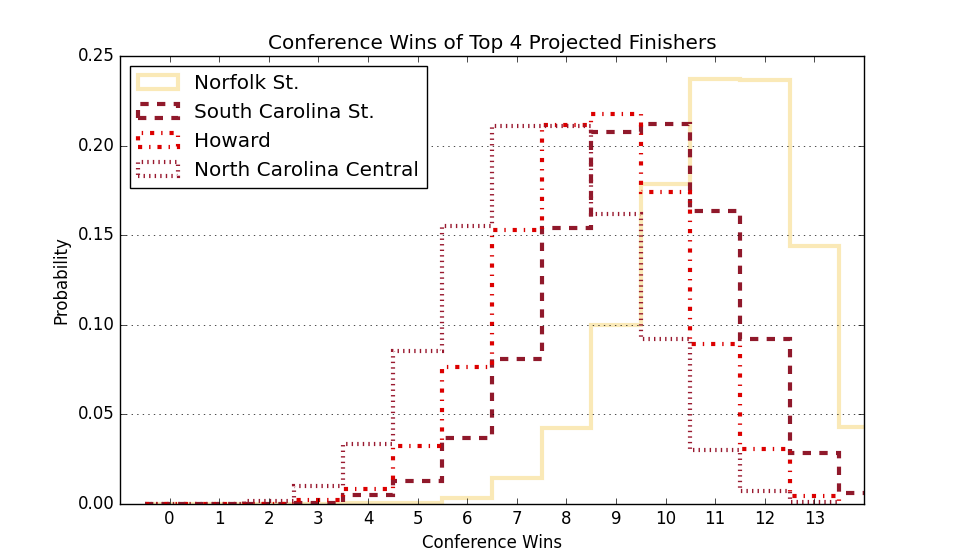 Conference Wins of Top 4 Projected Finishers
Norfolk St.
South Carolina St.
Howard
North Carolina Central
0.25
0.20
0.15
0.10
0.05
0.00
Probability
0 1 2 3 4 5 6 7 8 9 10 11 12 13
Conference Wins